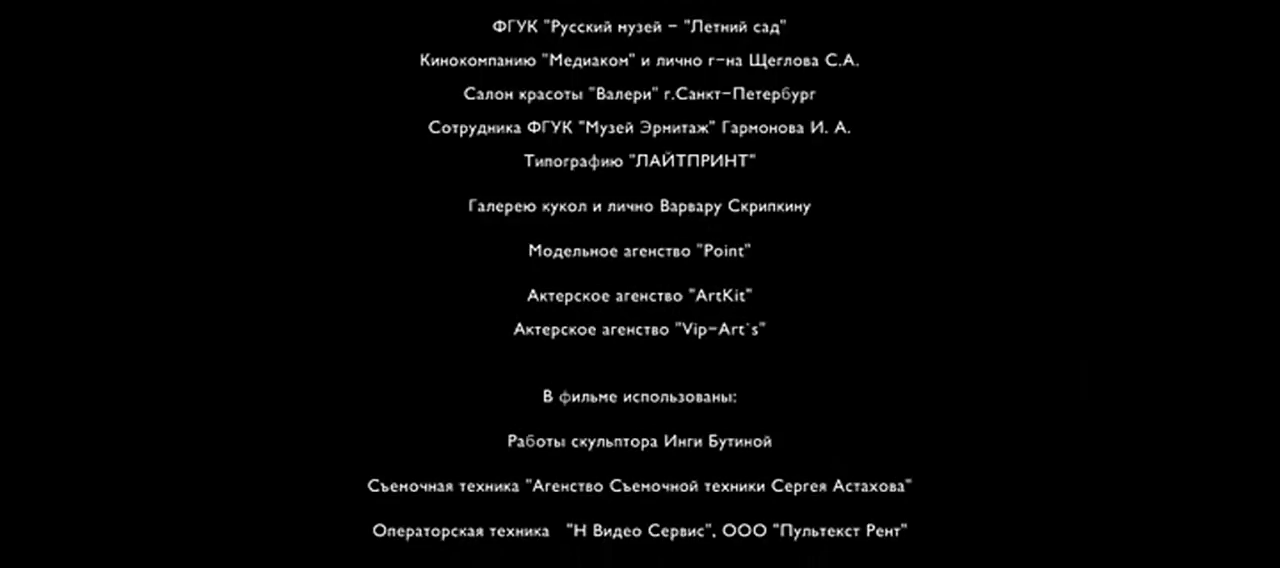 ФГУК "Русский музей - "Летний сад"
Кинокомпанию "Медиаком" и лично г-на Щеглова С.А.
Салон красоты "Валери" г.Санкт-Петербург
Сотрудника ФГУК "Музей Эрмитаж" Гармонова И. А.
Типографию "ЛАЙТПРИНТ"
Галерею кукол и лично Варвару Скрипкину
Модельное агенство "Point"
Актерское агенство "ArtKit"
Актерское агенство "Vip-Art's"
В фильме использованы:
Работы скульптора Инги Бутиной
Съемочная техника "Агенство Съемочной техники Сергея Астахова"
Операторская техника "Н Видео Сервис", ООО "Пультекст Рент"